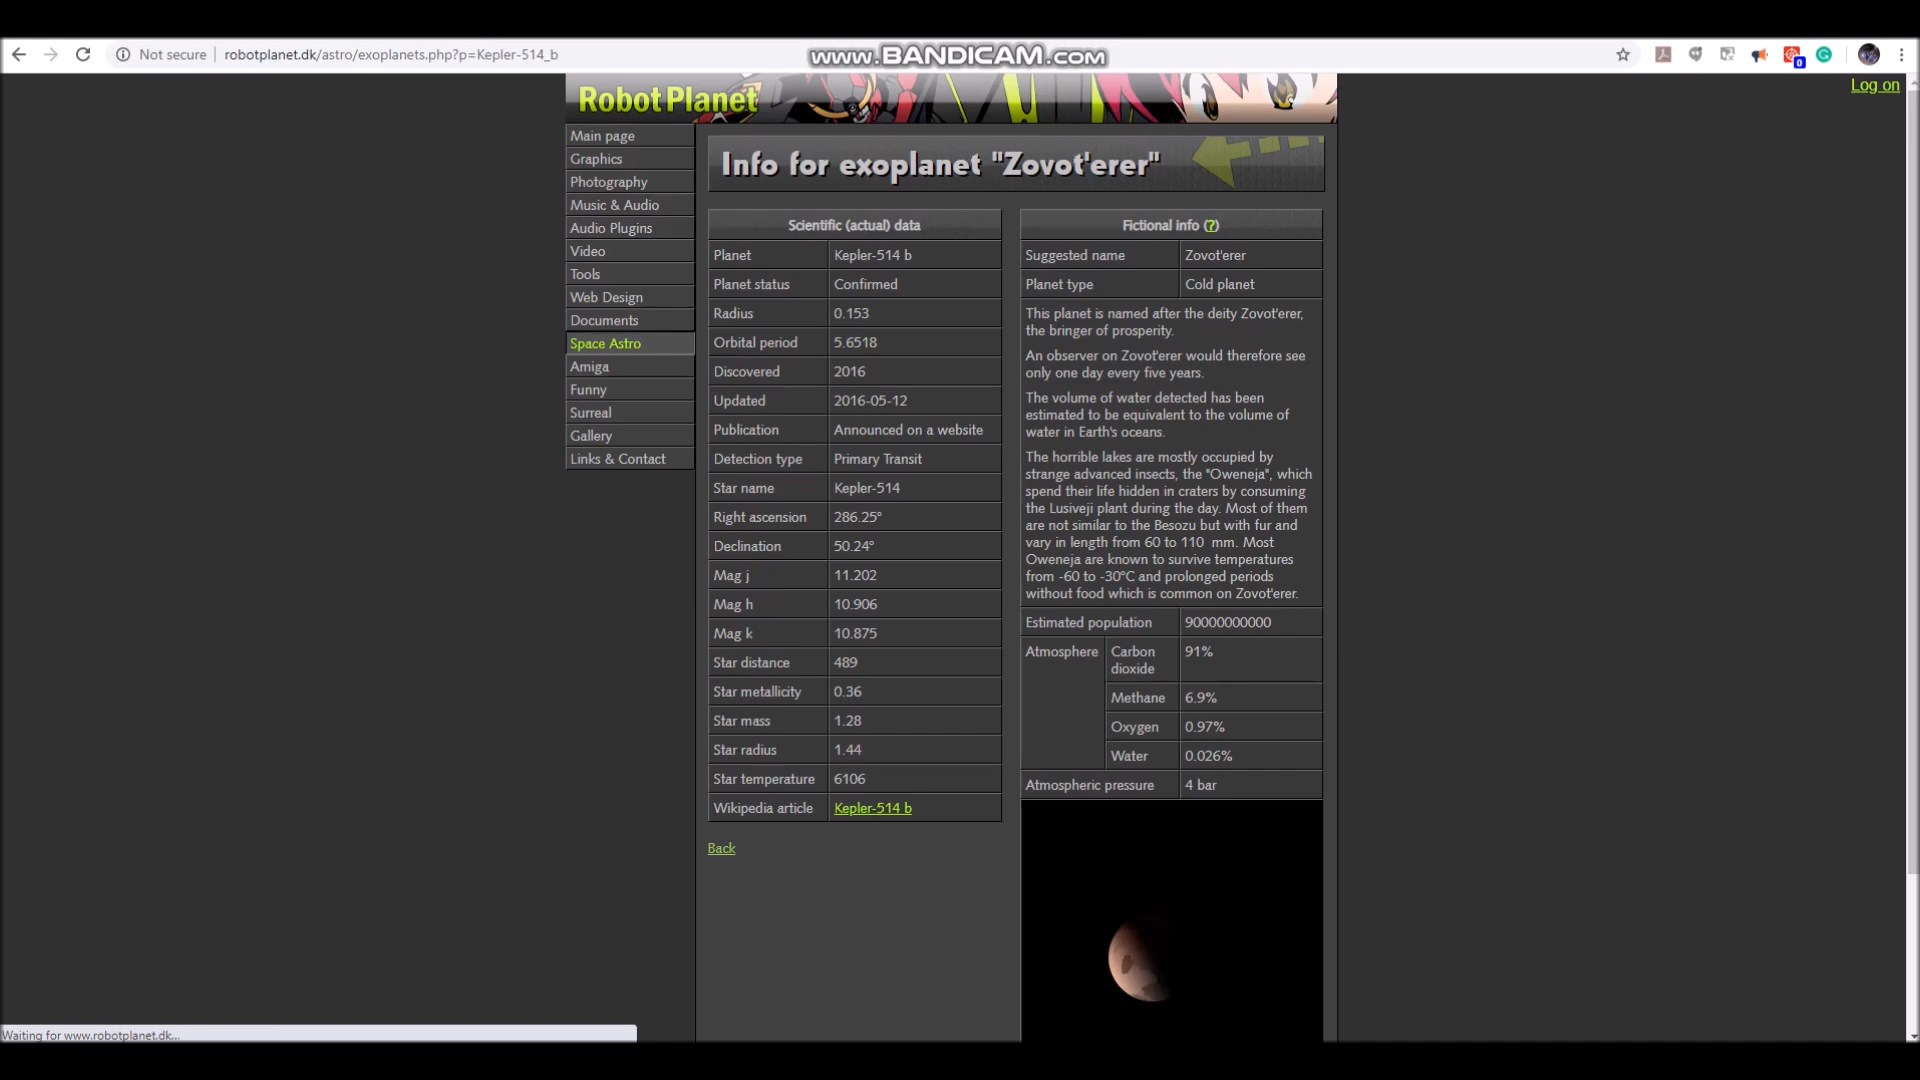 Not secure
robotplanet.dk/astro/exoplanets.php?p=Kepler-514_b
www.BANDICAM.com
0
Log on
RobotPlanet
Main page
Graphics
Photography
Music & Audio
Audio Plugins
Video
Tools
Web Design
Documents
Space Astro
Amiga
Funny
Surreal
Gallery
Links & Contact
Info for exoplanet "Zovot'erer"
Scientific (actual) data
Planet Kepler-514 b
Planet status Confirmed
Radius 0.153
Orbital period 5.6518
Discovered 2016
Updated 2016-05-12
Publication Announced on a website
Detection type Primary Transit
Star name Kepler-514
Right ascension 286.25°
Declination 50.24°
Mag j 11.202
Mag h 10.906
Mag k 10.875
Star distance 489
Star metallicity 0.36
Star mass 1.28
Star radius 1.44
Star temperature 6106
Wikipedia article Kepler-514 b
Back
Fictional info (?)
Suggested name Zovot'erer
Planet type Cold planet
This planet is named after the deity Zovot'erer,
the bringer of prosperity.
An observer on Zovot'erer would therefore see
only one day every five years.
The volume of water detected has been
estimated to be equivalent to the volume of
water in Earth's oceans.
The horrible lakes are mostly occupied by
strange advanced insects, the "Oweneja", which
spend their life hidden in craters by consuming
the Lusiveji plant during the day. Most of them
are not similar to the Besozu but with fur and
vary in length from 60 to 110 mm. Most
Oweneja are known to survive temperatures
from -60 to -30°C and prolonged periods
without food which is common on Zovot'erer.
Estimated population 90000000000
Atmosphere Carbon 91%
dioxide
Methane 6.9%
Oxygen 0.97%
Water 0.026%
Atmospheric pressure 4 bar
Waiting for www.robotplanet.dk...